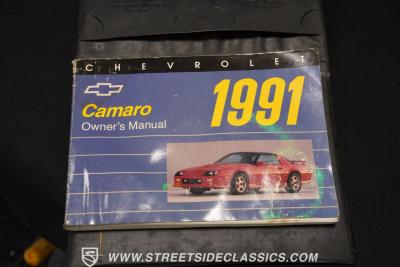 CHEVROLET
1991
Camaro
Owner's Manual
WWW.STREETSIDECLASSICS.COM